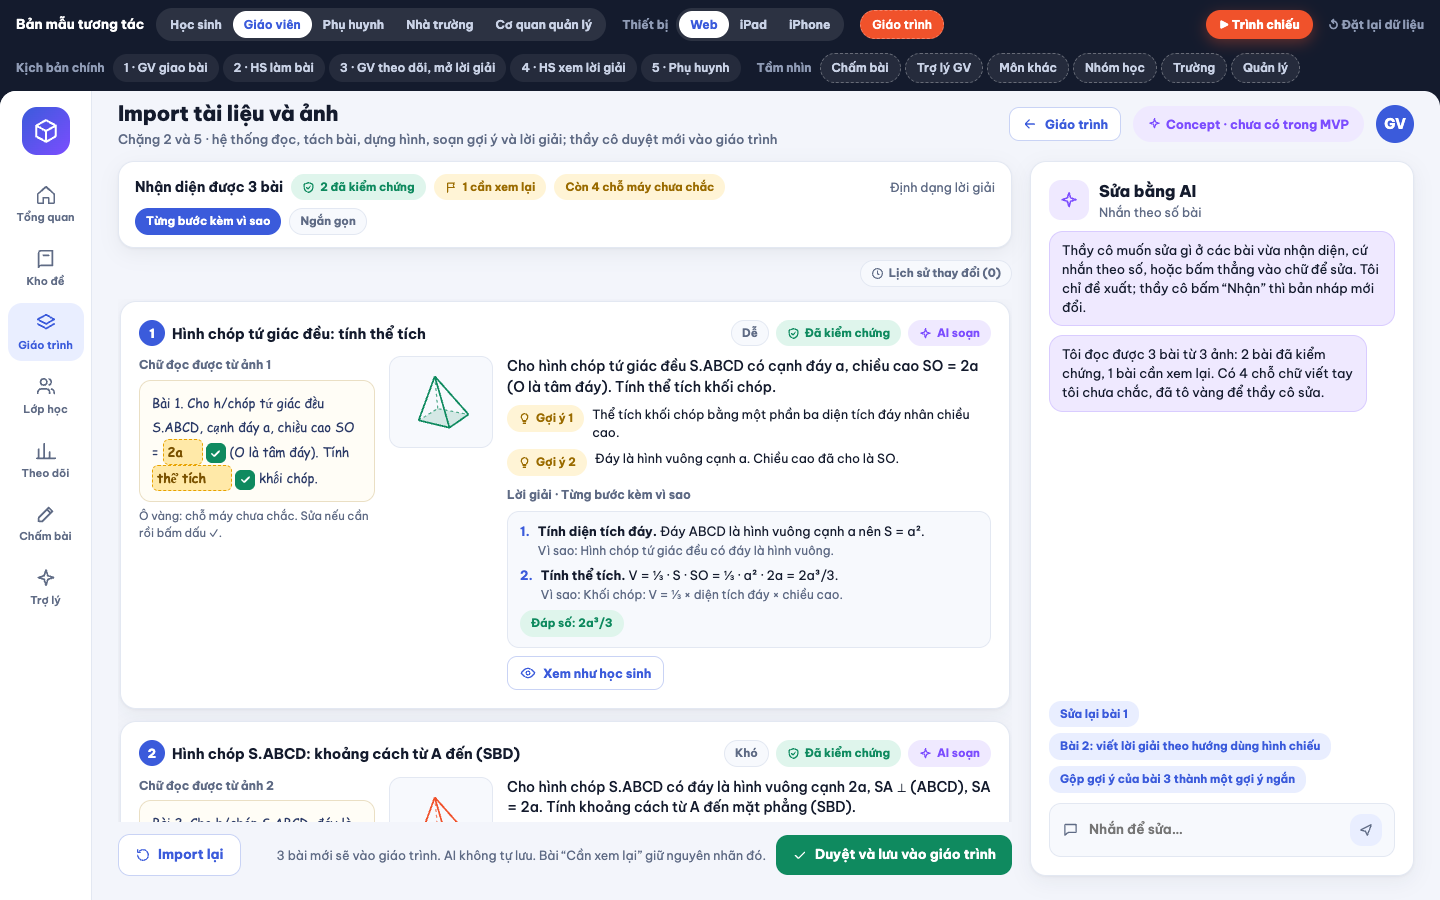 Bản mẫu tương tác
Học sinh
Giáo viên
Phụ huynh
Nhà trường
Cơ quan quản lý
Thiết bị
Web
iPad
iPhone
Giáo trình
Trình chiếu
Đặt lại dữ liệu
Kịch bản chính
1 · GV giao bài
2 · HS làm bài
3 · GV theo dõi, mở lời giải
4 · HS xem lời giải
5 · Phụ huynh
Tầm nhìn
Chấm bài
Trợ lý GV
Môn khác
Nhóm học
Trường
Quản lý
Tổng quan
Kho đề
Giáo trình
Lớp học
Theo dõi
Chấm bài
Trợ lý
Import tài liệu và ảnh
Chặng 2 và 5 · hệ thống đọc, tách bài, dựng hình, soạn gợi ý và lời giải; thầy cô duyệt mới vào giáo trình
Giáo trình
Concept · chưa có trong MVP
GV
Nhận diện được 3 bài
2 đã kiểm chứng
1 cần xem lại
Còn 4 chỗ máy chưa chắc
Định dạng lời giải
Từng bước kèm vì sao
Ngắn gọn
Lịch sử thay đổi (0)
1 Hình chóp tứ giác đều: tính thể tích
Dễ
Đã kiểm chứng
AI soạn
Chữ đọc được từ ảnh 1
Bài 1. Cho h/chóp tứ giác đều
S.ABCD, cạnh đáy a, chiều cao SO
= 2a (O là tâm đáy). Tính
thể tích khối chóp.
Ô vàng: chỗ máy chưa chắc. Sửa nếu cần
rồi bấm dấu ✓.
Cho hình chóp tứ giác đều S.ABCD có cạnh đáy a, chiều cao SO = 2a
(O là tâm đáy). Tính thể tích khối chóp.
Gợi ý 1
Thể tích khối chóp bằng một phần ba diện tích đáy nhân chiều
cao.
Gợi ý 2
Đáy là hình vuông cạnh a. Chiều cao đã cho là SO.
Lời giải · Từng bước kèm vì sao
1. Tính diện tích đáy. Đáy ABCD là hình vuông cạnh a nên S = a².
Vì sao: Hình chóp tứ giác đều có đáy là hình vuông.
2. Tính thể tích. V = ⅓ · S · SO = ⅓ · a² · 2a = 2a³/3.
Vì sao: Khối chóp: V = ⅓ × diện tích đáy × chiều cao.
Đáp số: 2a³/3
Xem như học sinh
2 Hình chóp S.ABCD: khoảng cách từ A đến (SBD)
Khó
Đã kiểm chứng
AI soạn
Chữ đọc được từ ảnh 2
Bài 2. Cho h/chóp S.ABCD, đáy là
Cho hình chóp S.ABCD có đáy là hình vuông cạnh 2a, SA ⊥ (ABCD), SA
= 2a. Tính khoảng cách từ A đến mặt phẳng (SBD).
Import lại
3 bài mới sẽ vào giáo trình. AI không tự lưu. Bài “Cần xem lại” giữ nguyên nhãn đó.
Duyệt và lưu vào giáo trình
Sửa bằng AI
Nhắn theo số bài
Thầy cô muốn sửa gì ở các bài vừa nhận diện, cứ
nhắn theo số, hoặc bấm thẳng vào chữ để sửa. Tôi
chỉ đề xuất; thầy cô bấm “Nhận” thì bản nháp mới
đổi.
Tôi đọc được 3 bài từ 3 ảnh: 2 bài đã kiểm
chứng, 1 bài cần xem lại. Có 4 chỗ chữ viết tay
tôi chưa chắc, đã tô vàng để thầy cô sửa.
Sửa lại bài 1
Bài 2: viết lời giải theo hướng dùng hình chiếu
Gộp gợi ý của bài 3 thành một gợi ý ngắn
Nhắn để sửa...